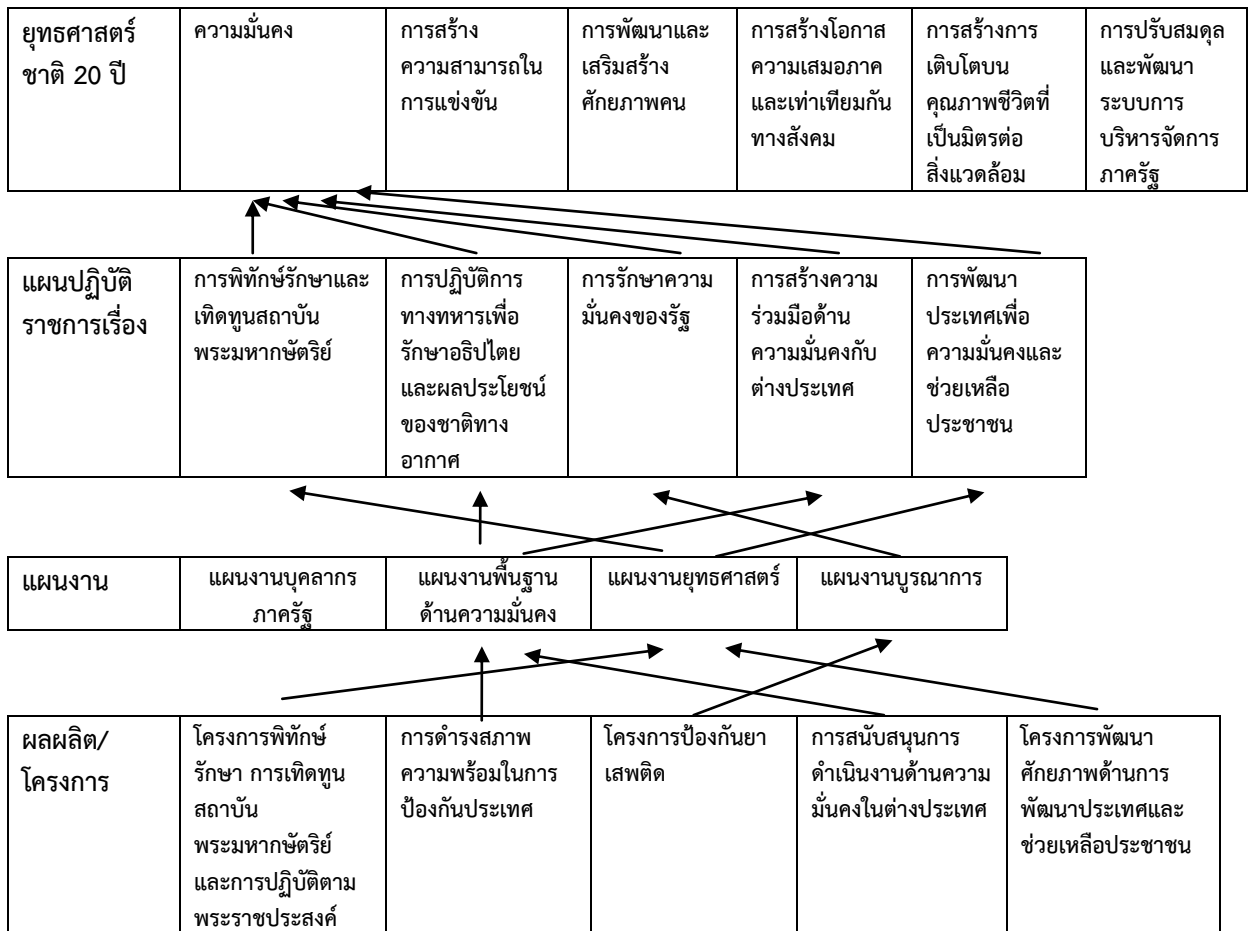 ยุทธศาสตร์
ชาติ 20 ปี
ความมั่นคง
การสร้าง
ความสามารถใน
การแข่งขัน
การพัฒนาและ
เสริมสร้าง
ศักยภาพคน
การสร้างโอกาส
ความเสมอภาค
และเท่าเทียมกัน
ทางสังคม
การสร้างการ
เติบโตบน
คุณภาพชีวิตที่
เป็นมิตรต่อ
สิ่งแวดล้อม
การปรับสมดุล
และพัฒนา
ระบบการ
บริหารจัดการ
ภาครัฐ
แผนปฏิบัติ
ราชการเรื่อง
การพิทักษ์รักษาและ
เทิดทูนสถาบัน
พระมหากษัตริย์
การปฏิบัติการ
ทางทหารเพื่อ
รักษาอธิปไตย
และผลประโยชน์
ของชาติทาง
อากาศ
การรักษาความ
มั่นคงของรัฐ
การสร้างความ
ร่วมมือด้าน
ความมั่นคงกับ
ต่างประเทศ
การพัฒนา
ประเทศเพื่อ
ความมั่นคงและ
ช่วยเหลือ
ประชาชน
แผนงาน
แผนงานบุคลากร
ภาครัฐ
แผนงานพื้นฐาน
ด้านความมั่นคง
แผนงานยุทธศาสตร์
แผนงานบูรณาการ
ผลผลิต/
โครงการ
โครงการพิทักษ์
รักษา การเทิดทูน
สถาบัน
พระมหากษัตริย์
และการปฏิบัติตาม
พระราชประสงค์
การดำรงสภาพ
ความพร้อมในการ
ป้องกันประเทศ
โครงการป้องกันยา
เสพติด
การสนับสนุนการ
ดำเนินงานด้านความ
มั่นคงในต่างประเทศ
โครงการพัฒนา
ศักยภาพด้านการ
พัฒนาประเทศและ
ช่วยเหลือประชาชน